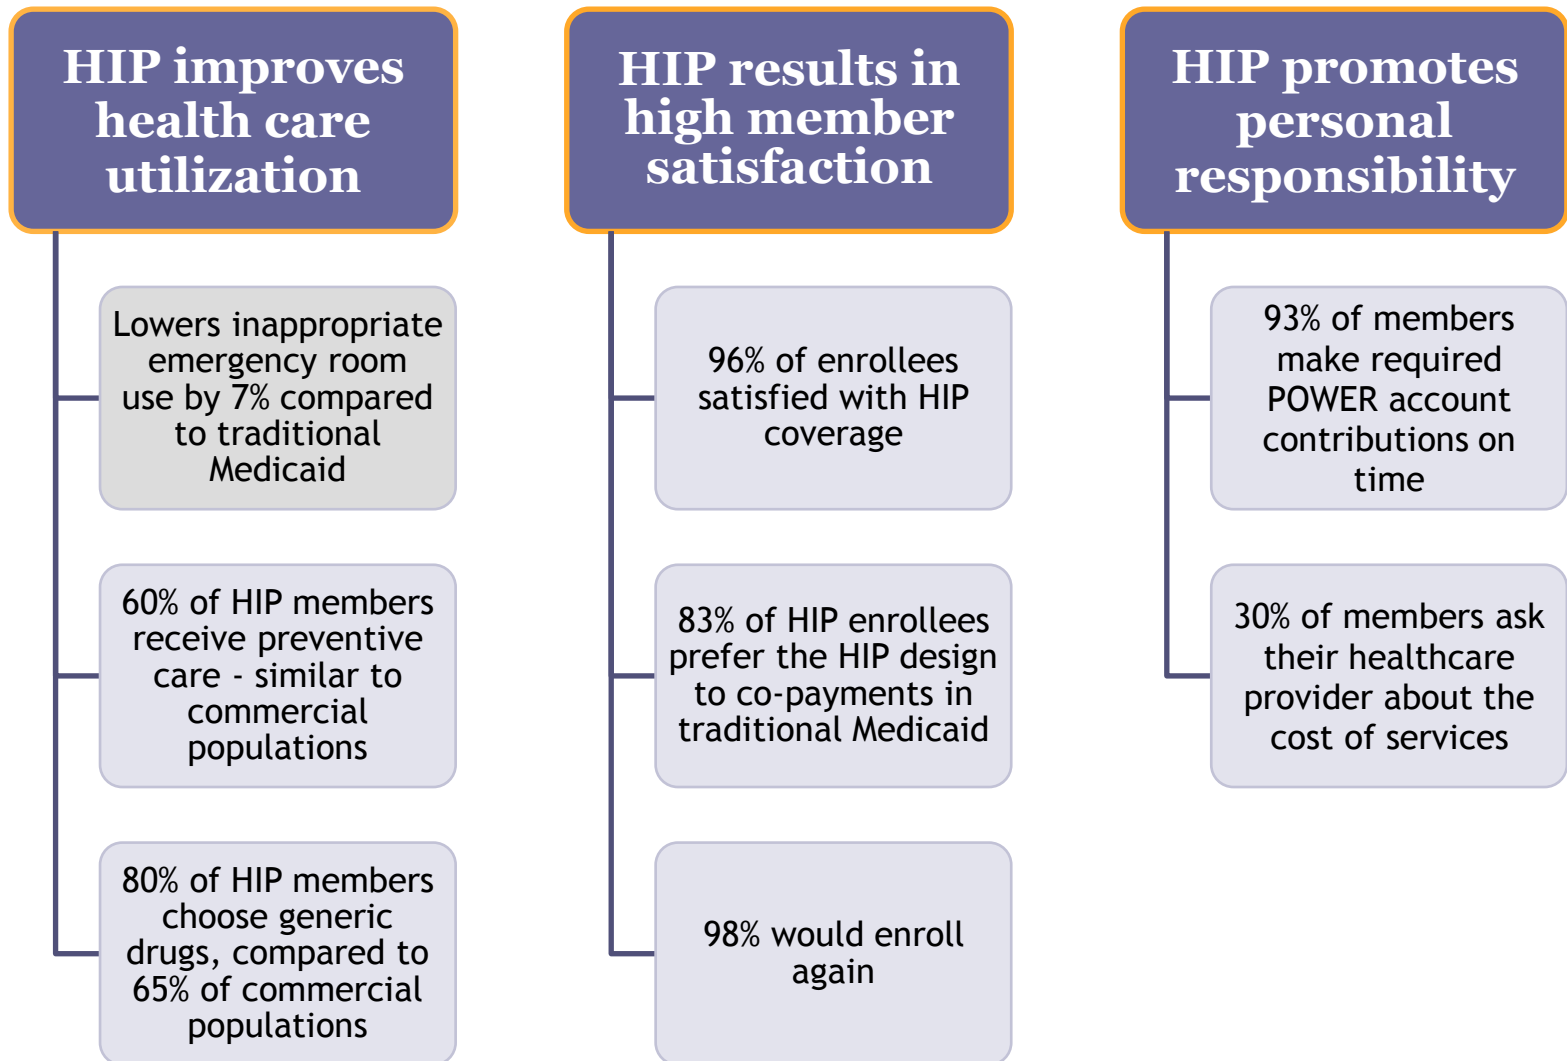 HIP improves
health care
utilization
Lowers inappropriate
emergency room
use by 7% compared
to traditional
Medicaid
60% of HIP members
receive preventive
care - similar to
commercial
populations
80% of HIP members
choose generic
drugs, compared to
65% of commercial
populations
HIP results in
high member
satisfaction
96% of enrollees
satisfied with HIP
coverage
83% of HIP enrollees
prefer the HIP design
to co-payments in
traditional Medicaid
98% would enroll
again
HIP promotes
personal
responsibility
93% of members
make required
POWER account
contributions on
time
30% of members ask
their healthcare
provider about the
cost of services